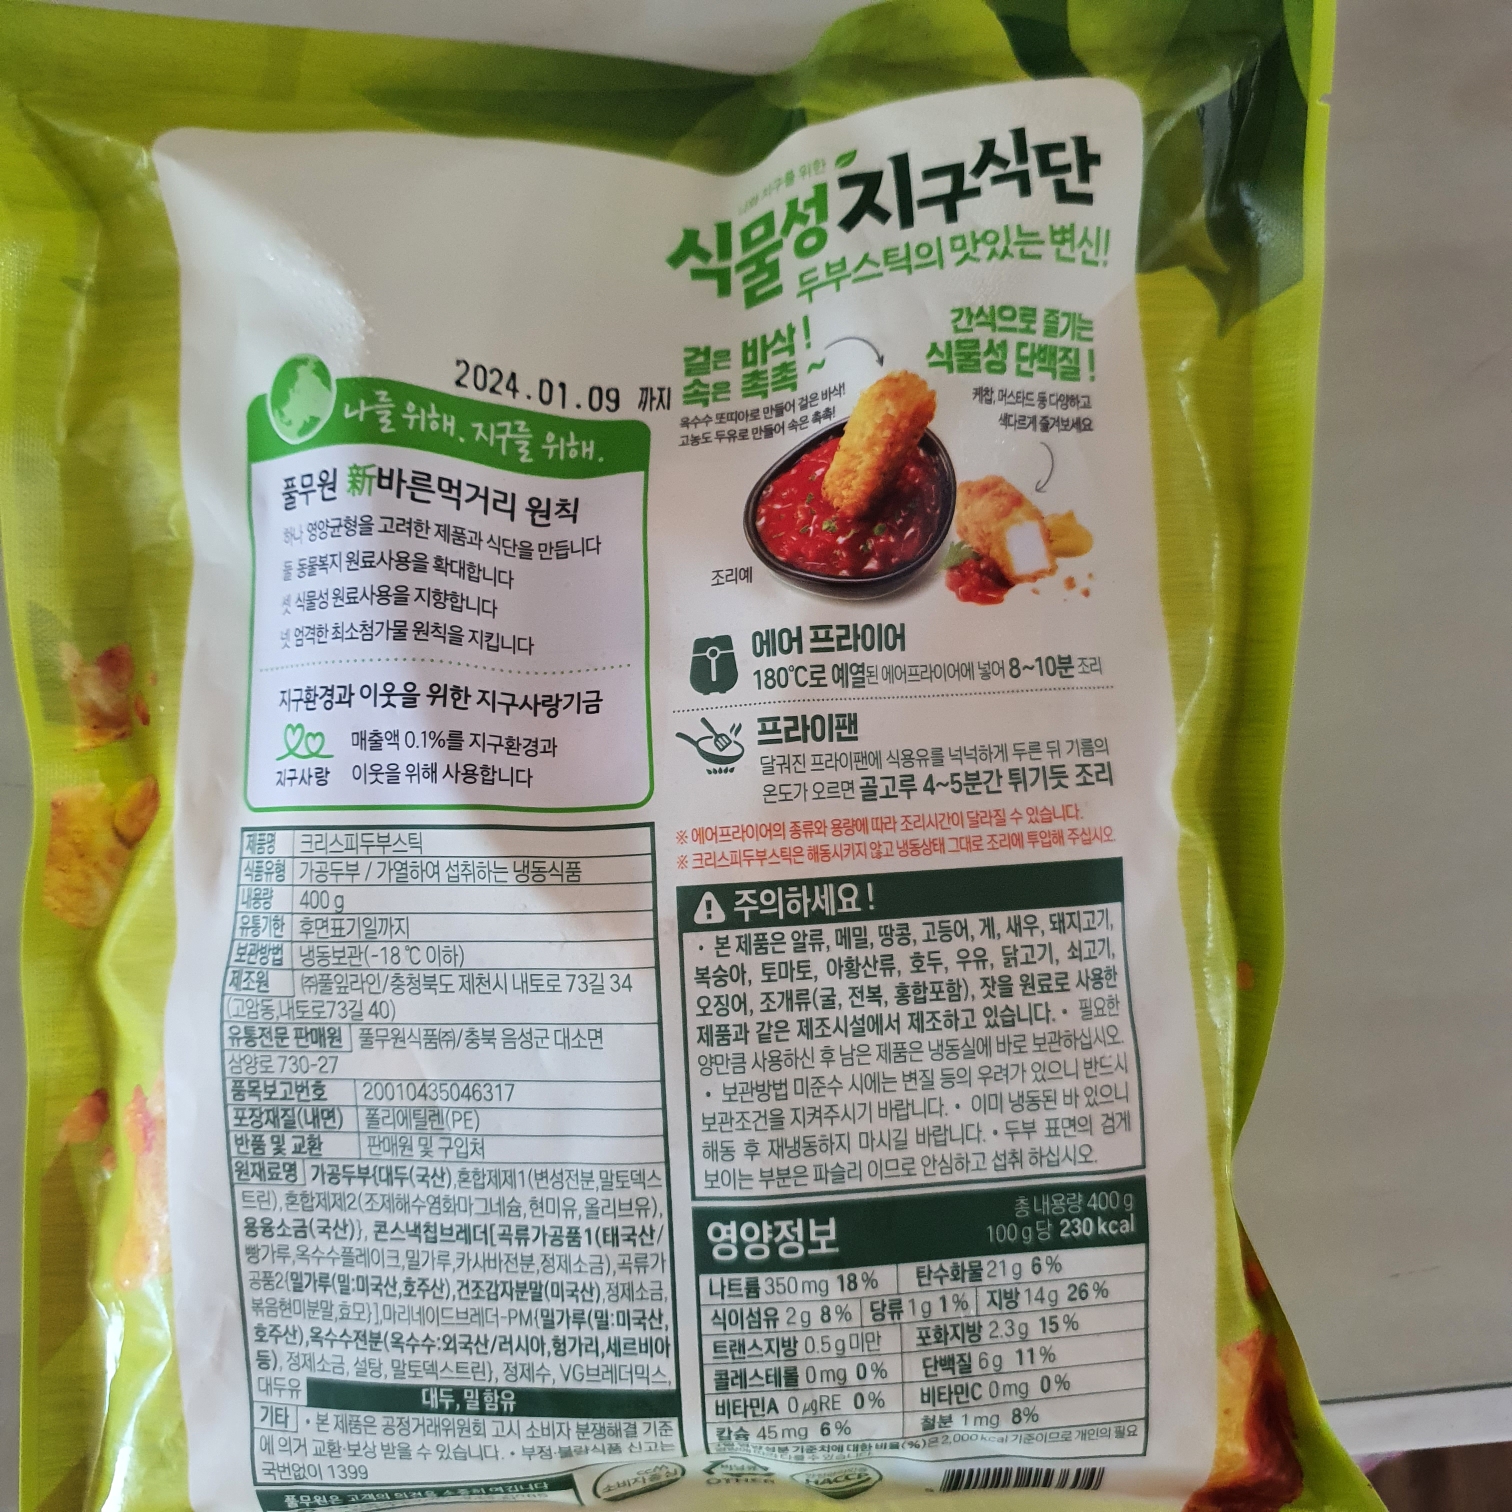 나와 지구를 위한
식물성 지구식단
두부스틱의 맛있는 변신!
겉은 바삭!
속은 촉촉~
옥수수 또띠아로 만들어 겉은 바삭!
고농도 두유로 만들어 속은 촉촉!
간식으로 즐기는
식물성 단백질!
케찹, 머스타드 등 다양하고
색다르게 즐겨보세요
조리예
2024.01.09 까지
나를 위해. 지구를 위해.
풀무원 新바른먹거리 원칙
하나 영양균형을 고려한 제품과 식단을 만듭니다
둘 동물복지 원료사용을 확대합니다
셋 식물성 원료사용을 지향합니다
넷 엄격한 최소첨가물 원칙을 지킵니다
지구환경과 이웃을 위한 지구사랑기금
지구사랑
매출액 0.1%를 지구환경과
이웃을 위해 사용합니다
에어 프라이어
180℃로 예열된 에어프라이어에 넣어 8~10분 조리
프라이팬
달궈진 프라이팬에 식용유를 넉넉하게 두른 뒤 기름의
온도가 오르면 골고루 4~5분간 튀기듯 조리
※ 에어프라이어의 종류와 용량에 따라 조리시간이 달라질 수 있습니다.
※ 크리스피두부스틱은 해동시키지 않고 냉동상태 그대로 조리에 투입해 주십시오
제품명 크리스피두부스틱
식품유형 가공두부 / 가열하여 섭취하는 냉동식품
내용량 400 g
유통기한 후면표기일까지
보관방법 냉동보관(-18 ℃ 이하)
제조원 ㈜풀잎라인/충청북도 제천시 내토로 73길 34
(고암동,내토로73길 40)
유통전문 판매원 풀무원식품㈜/충북 음성군 대소면
삼양로 730-27
품목보고번호 20010435046317
포장재질(내면) 폴리에틸렌(PE)
반품 및 교환 판매원 및 구입처
원재료명 가공두부{대두(국산),혼합제제1(변성전분,말토덱스
트린),혼합제제2(조제해수염화마그네슘,현미유,올리브유),
용융소금(국산)}, 콘스낵칩브레더[곡류가공품1(태국산/
빵가루,옥수수플레이크,밀가루,카사바전분,정제소금),곡류가
공품2{밀가루(밀:미국산,호주산),건조감자분말(미국산),정제소금,
볶음현미분말,효모}],마리네이드브레더-PM{밀가루(밀:미국산,
호주산),옥수수전분(옥수수:외국산/러시아,헝가리,세르비아
등),정제소금,설탕,말토덱스트린}, 정제수, VG브레더믹스,
대두유
대두, 밀 함유
기타 • 본 제품은 공정거래위원회 고시 소비자 분쟁해결 기준
에 의거 교환·보상 받을 수 있습니다. • 부정·불량식품 신고는
국번없이 1399
풀무원은 고객의 의견을 소중히 여깁니다
주의하세요!
• 본 제품은 알류, 메밀, 땅콩, 고등어, 게, 새우, 돼지고기,
복숭아, 토마토, 아황산류, 호두, 우유, 닭고기, 쇠고기,
오징어, 조개류(굴, 전복, 홍합포함), 잣을 원료로 사용한
제품과 같은 제조시설에서 제조하고 있습니다. • 필요한
양만큼 사용하신 후 남은 제품은 냉동실에 바로 보관하십시오.
• 보관방법 미준수 시에는 변질 등의 우려가 있으니 반드시
보관조건을 지켜주시기 바랍니다. • 이미 냉동된 바 있으니
해동 후 재냉동하지 마시길 바랍니다. • 두부 표면의 검게
보이는 부분은 파슬리 이므로 안심하고 섭취 하십시오.
영양정보
총 내용량 400 g
100 g당 230 kcal
나트륨 350 mg 18 % 탄수화물 21 g 6 %
식이섬유 2 g 8 % 당류 1 g 1 % 지방 14 g 26 %
트랜스지방 0.5 g 미만 포화지방 2.3 g 15 %
콜레스테롤 0 mg 0 % 단백질 6 g 11 %
비타민A 0 ㎍RE 0 % 비타민C 0 mg 0 %
칼슘 45 mg 6 % 철분 1 mg 8%
기준치에 대한 비율(%)은 2,000 kcal 기준이므로 개인의 필요
소비자중심
비닐류
OTHER
HACCP